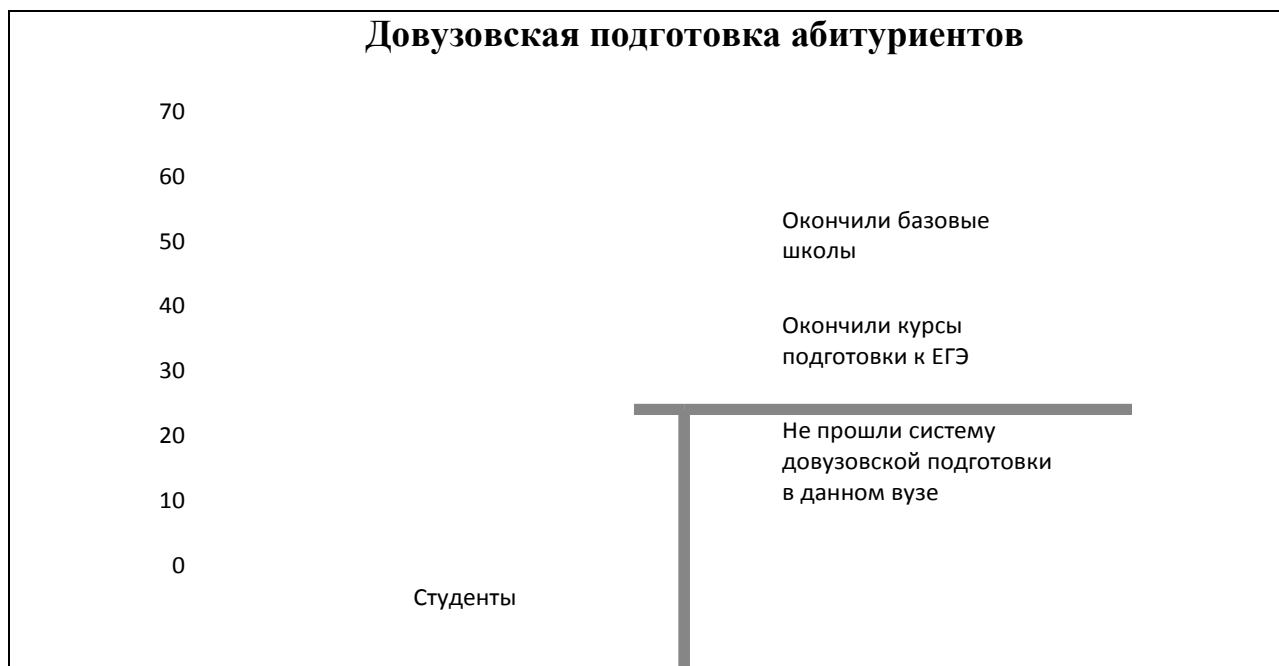 Довузовская подготовка абитуриентов
70
60
50
40
30
20
10
0
Студенты
Окончили базовые
школы
Окончили курсы
подготовки к ЕГЭ
Не прошли систему
довузовской подготовки
в данном вузе